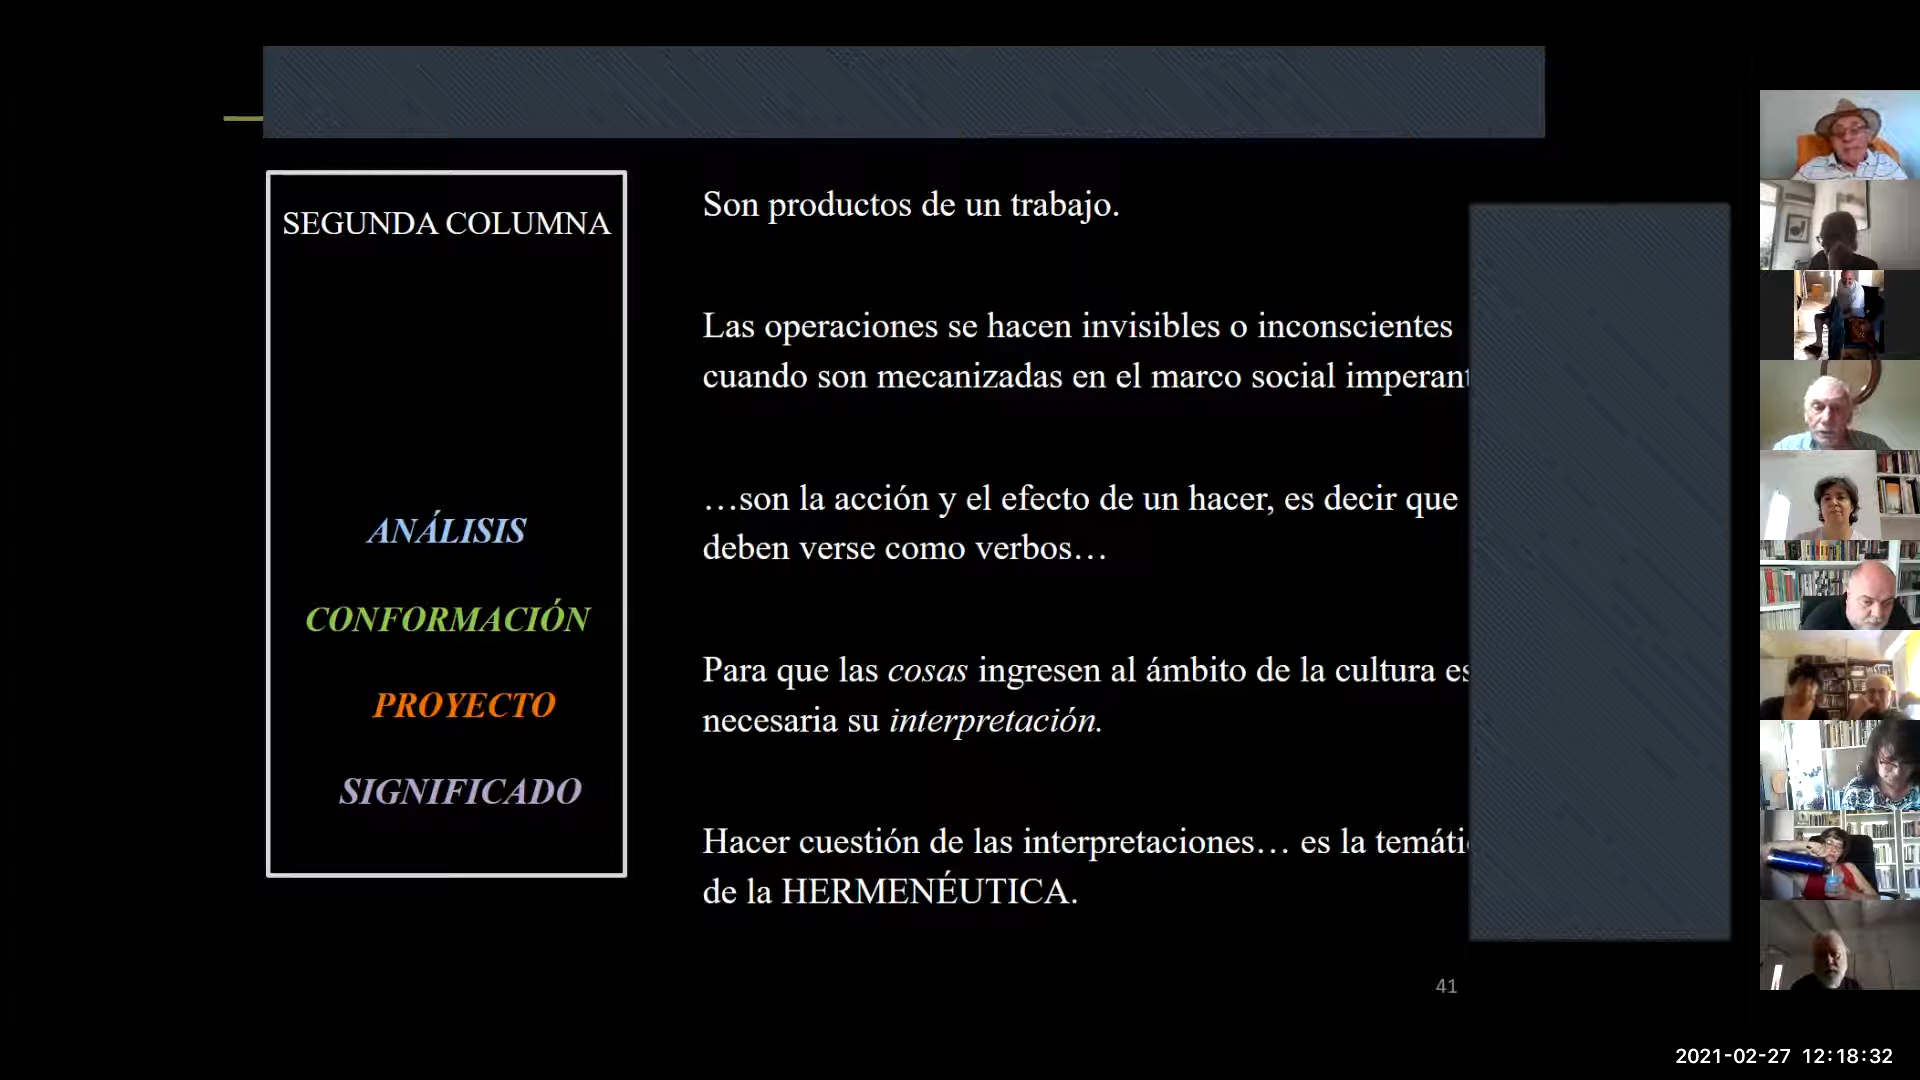 SEGUNDA COLUMNA
ANÁLISIS
CONFORMACIÓN
PROYECTO
SIGNIFICADO
Son productos de un trabajo.
Las operaciones se hacen invisibles o inconscientes
cuando son mecanizadas en el marco social
…son la acción y el efecto de un hacer, es decir que
deben verse como verbos…
Para que las cosas ingresen al ámbito de la cultura es
necesaria su interpretación.
Hacer cuestión de las interpretaciones… es la
de la HERMENÉUTICA.
41
2021-02-27 12:18:32